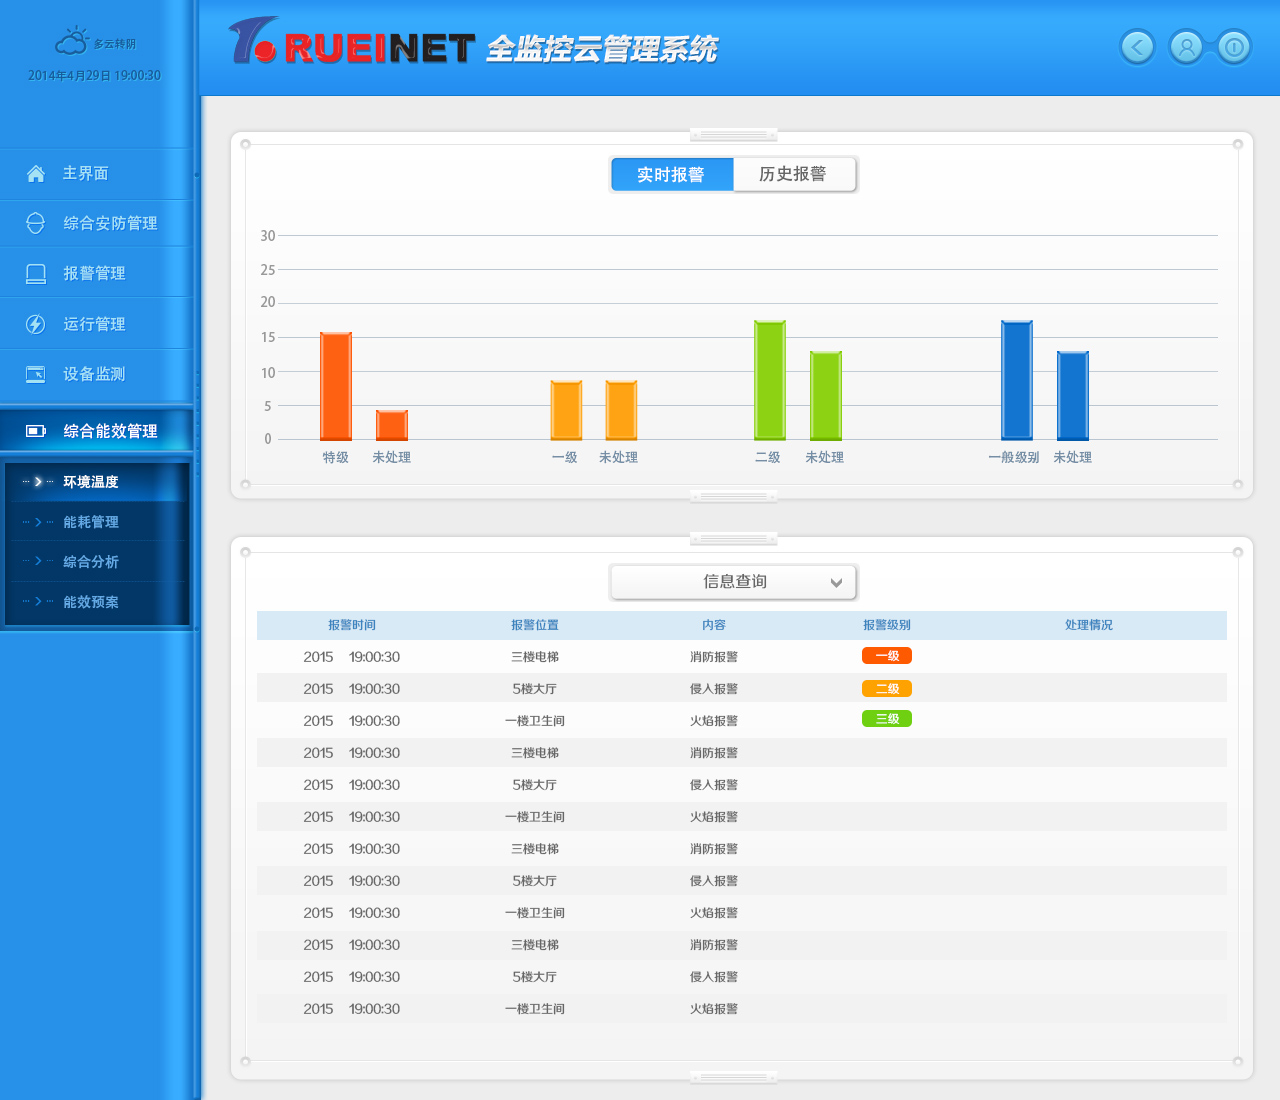 多云转阴
2014年4月29日 19:00:30
RUEINET 全监控云管理系统
主界面
综合安防管理
报警管理
运行管理
设备监测
综合能效管理
环境温度
能耗管理
综合分析
能效预案
实时报警 历史报警
30
25
20
15
10
5
0
特级 未处理 一级 未处理 二级 未处理 一般级别 未处理
信息查询
报警时间 报警位置 内容 报警级别 处理情况
2015 19:00:30 三楼电梯 消防报警 一级
2015 19:00:30 5楼大厅 侵人报警 二级
2015 19:00:30 一楼卫生间 火焰报警 三级
2015 19:00:30 三楼电梯 消防报警
2015 19:00:30 5楼大厅 侵人报警
2015 19:00:30 一楼卫生间 火焰报警
2015 19:00:30 三楼电梯 消防报警
2015 19:00:30 5楼大厅 侵人报警
2015 19:00:30 一楼卫生间 火焰报警
2015 19:00:30 三楼电梯 消防报警
2015 19:00:30 5楼大厅 侵人报警
2015 19:00:30 一楼卫生间 火焰报警